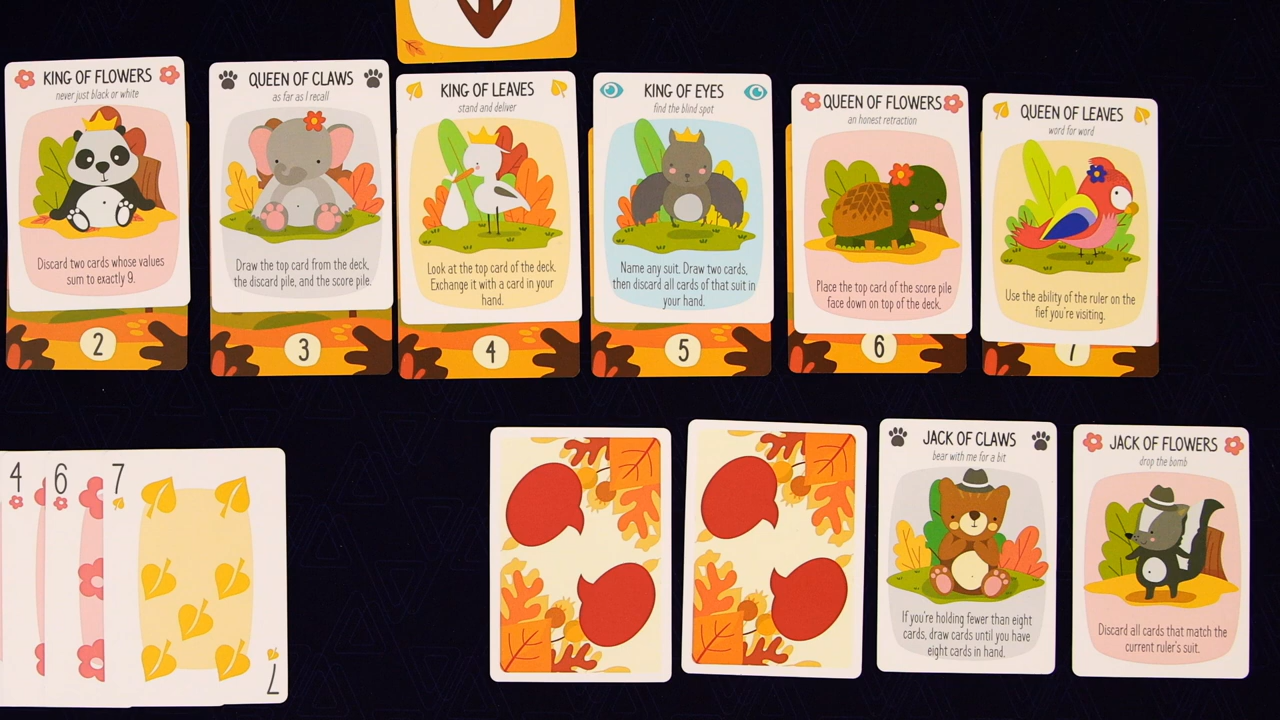 KING OF FLOWERS
never just black or white
Discard two cards whose values
sum to exactly 9.
2
QUEEN OF CLAWS
as far as I recall
Draw the top card from the deck,
the discard pile, and the score pile.
3
KING OF LEAVES
stand and deliver
Look at the top card of the deck.
Exchange it with a card in your
hand.
4
KING OF EYES
find the blind spot
Name any suit. Draw two cards,
then discard all cards of that suit in
your hand.
5
QUEEN OF FLOWERS
an honest retraction
Place the top card of the score pile
face down on top of the deck.
6
QUEEN OF LEAVES
word for word
Use the ability of the ruler on the
fief you're visiting.
7
4
6
7
7
JACK OF CLAWS
bear with me for a bit
If you're holding fewer than eight
cards, draw cards until you have
eight cards in hand.
JACK OF FLOWERS
drop the bomb
Discard all cards that match the
current ruler's suit.